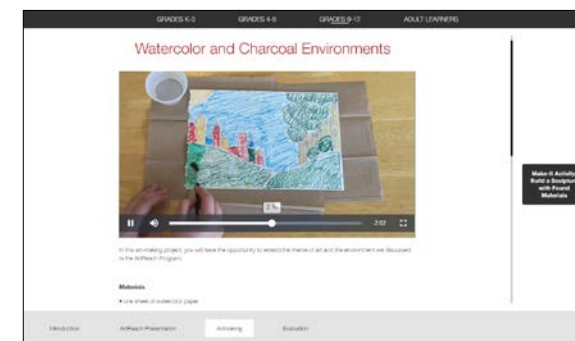 GRADES K-3 GRADES 4-8 GRADES 9-12 ADULT LEARNERS
Watercolor and Charcoal Environments
-2:02
In this art-making project, you will have the opportunity to extend the theme of art and the environment are discussed
in the ArtReach Program.
Materials
• one sheet of watercolor paper
Make-It Activity
Build a Sculpture
with Found
Materials
Introduction ArtReach Presentation Artmaking Evaluation